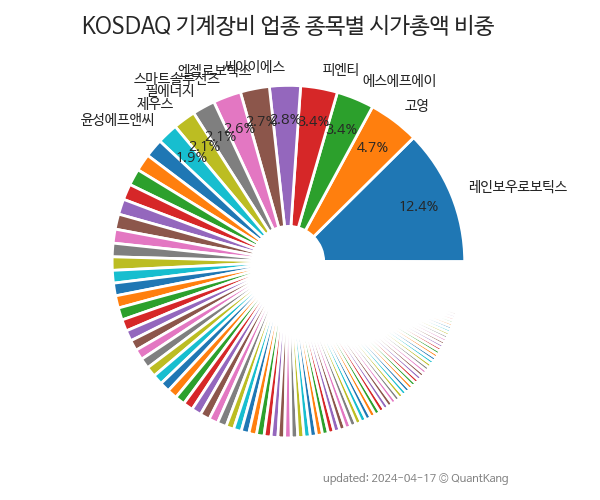 KOSDAQ 기계장비 업종 종목별 시가총액 비중
레인보우로보틱스
12.4%
고영
4.7%
에스에프에이
3.4%
피엔티
3.4%
씨아이에스
2.8%
엔젤로보틱스
2.7%
스마트솔루션즈
2.6%
필에너지
2.1%
제우스
2.1%
윤성에프앤씨
1.9%
updated: 2024-04-17 © QuantKang